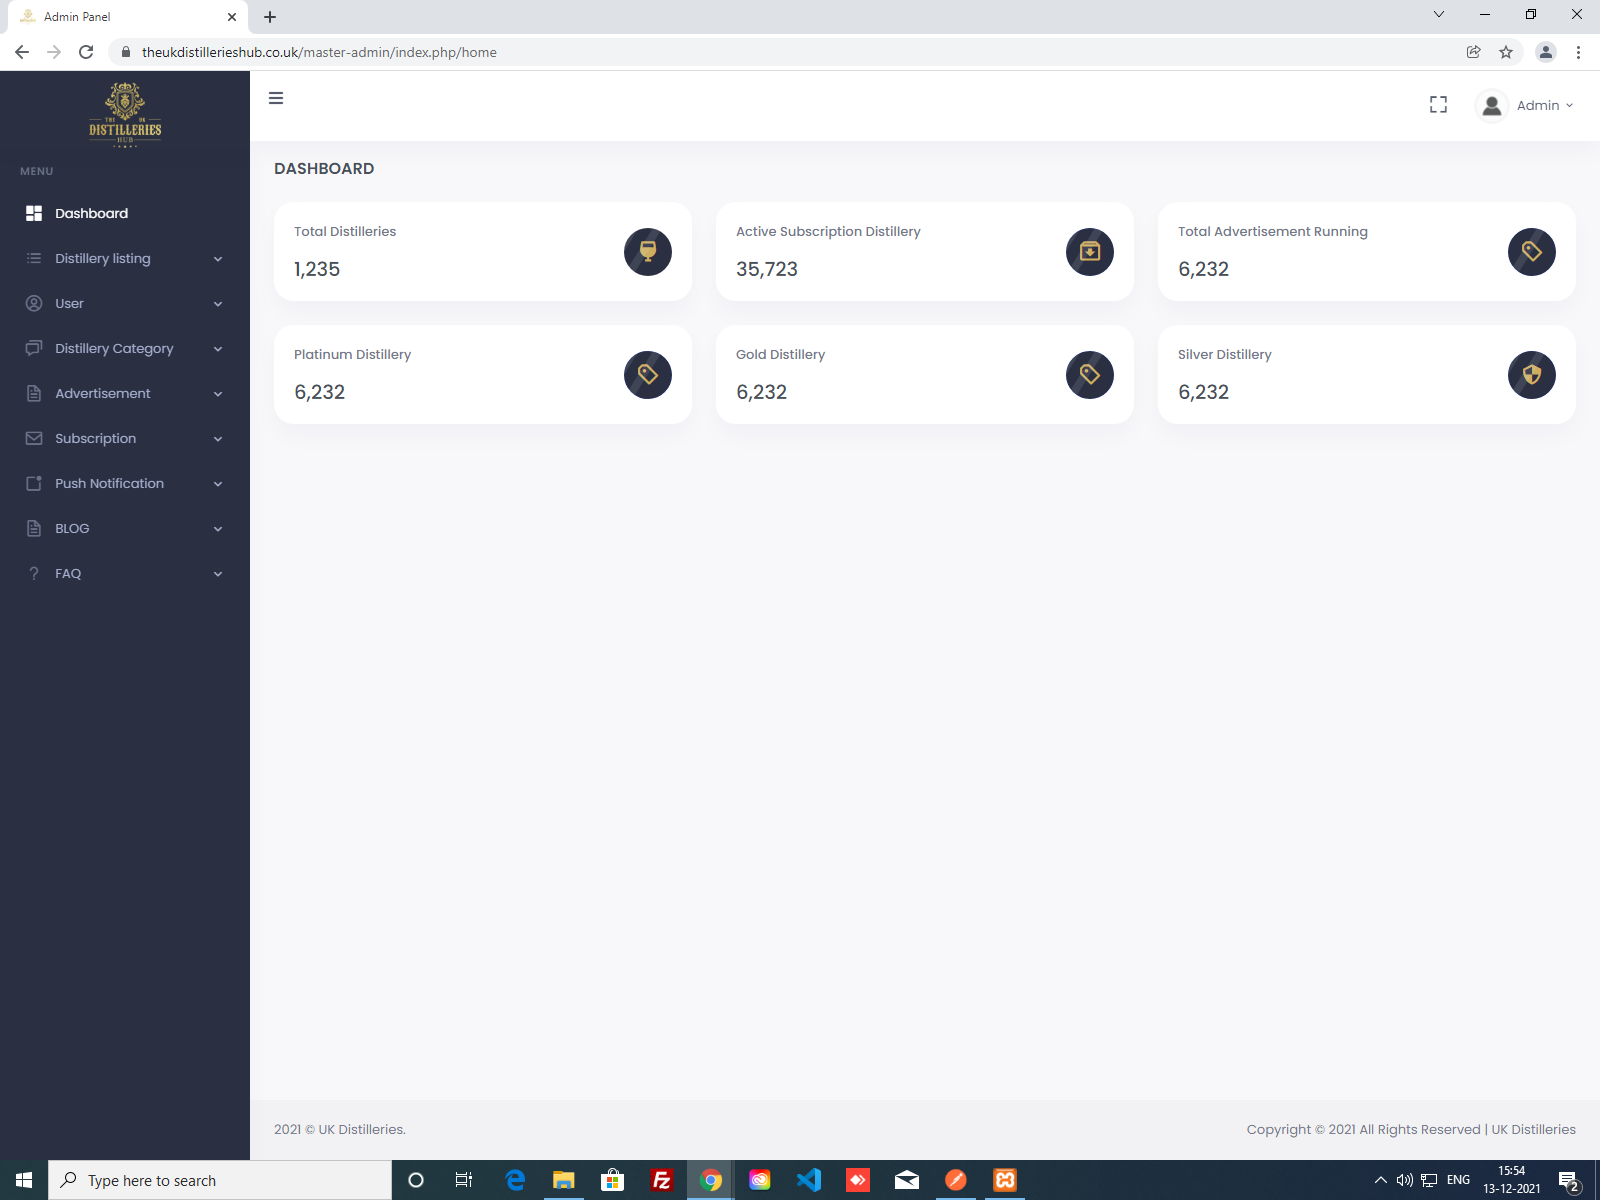 Admin Panel
theukdistillerieshub.co.uk/master-admin/index.php/home
THE UK
DISTILLERIES
HUB
Admin
MENU
Dashboard
Distillery listing
User
Distillery Category
Advertisement
Subscription
Push Notification
BLOG
FAQ
DASHBOARD
Total Distilleries
1,235
Active Subscription Distillery
35,723
Total Advertisement Running
6,232
Platinum Distillery
6,232
Gold Distillery
6,232
Silver Distillery
6,232
2021 © UK Distilleries.
Copyright © 2021 All Rights Reserved | UK Distilleries
Type here to search
Fz
ENG
15:54
13-12-2021
2